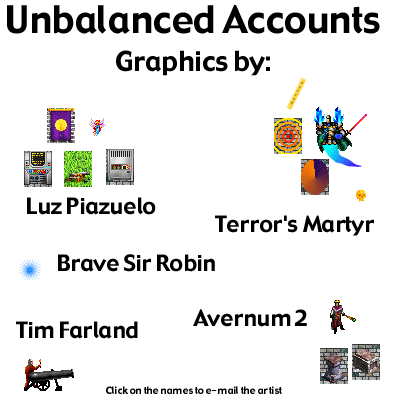 Unbalanced Accounts
Graphics by:
Luz Piazuelo
Terror's Martyr
Brave Sir Robin
Avernum 2
Tim Farland
Click on the names to e-mail the artist